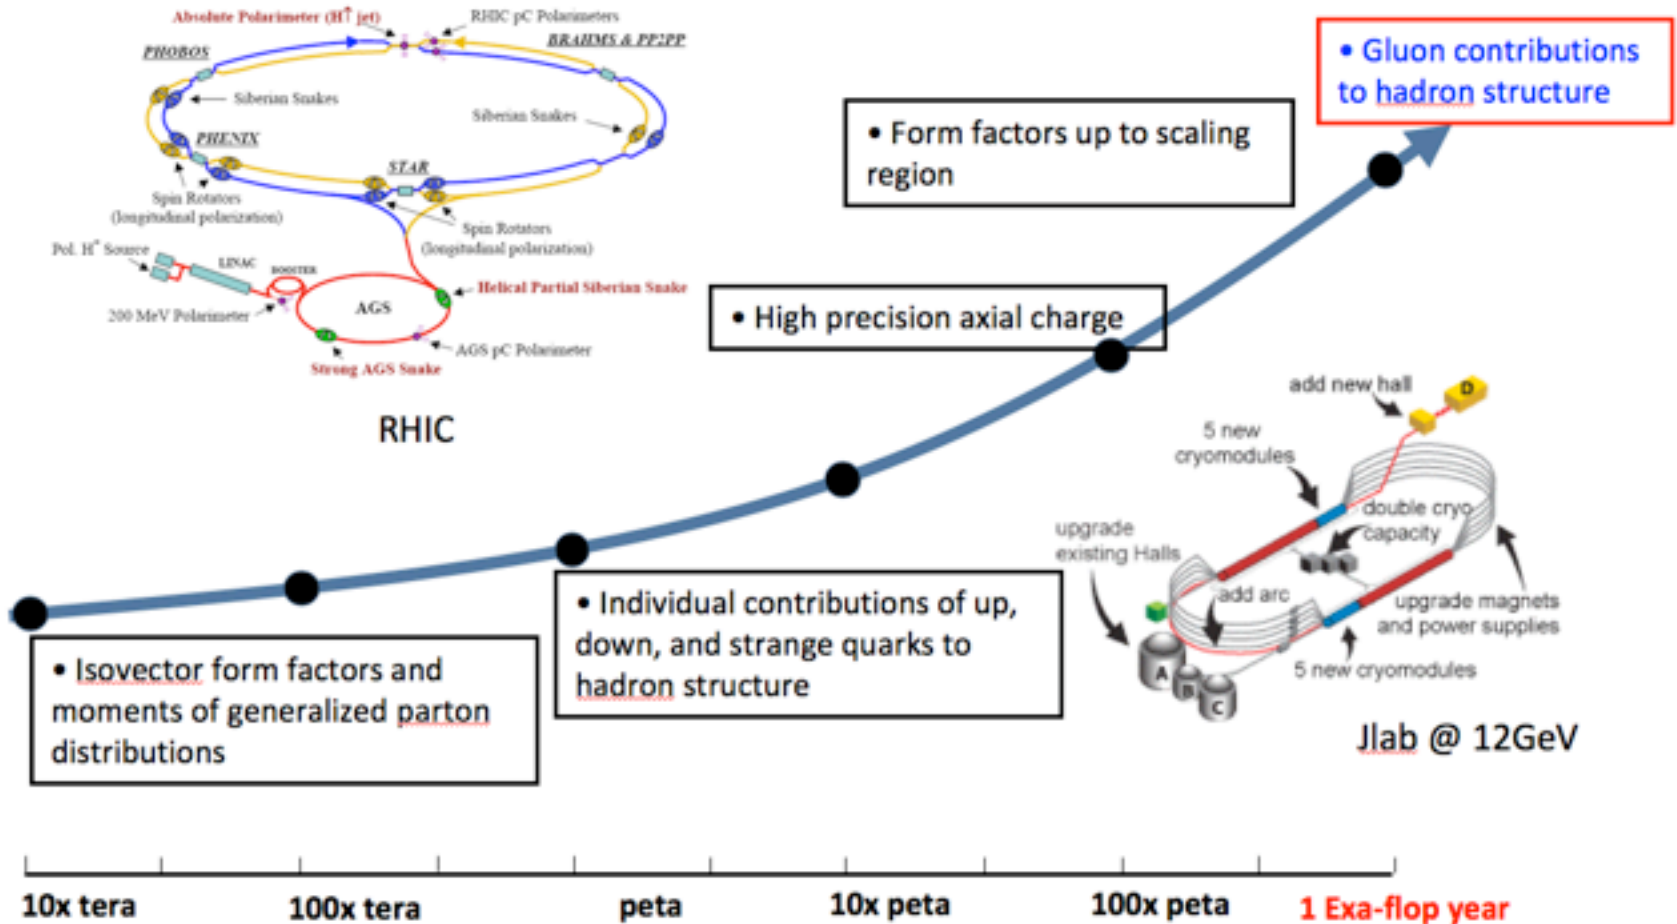 Absolute Polarimeter (H↑ jet)
RHIC pC Polarimeters
PHOBOS
BRAHMS & PP2PP
Siberian Snakes
Siberian Snakes
PHENIX
STAR
Spin Rotators
(longitudinal polarization)
Spin Rotators
(longitudinal polarization)
Pol. H⁻ Source
LINAC
BOOSTER
200 MeV Polarimeter
AGS
Helical Partial Siberian Snake
AGS pC Polarimeter
Strong AGS Snake
RHIC
• Gluon contributions
to hadron structure
• Form factors up to scaling
region
• High precision axial charge
• Individual contributions of up,
down, and strange quarks to
hadron structure
• Isovector form factors and
moments of generalized parton
distributions
add new hall
D
5 new
cryomodules
double cryo
capacity
upgrade
existing Halls
add arc
upgrade magnets
and power supplies
5 new cryomodules
A
B
C
Jlab @ 12GeV
10x tera
100x tera
peta
10x peta
100x peta
1 Exa-flop year